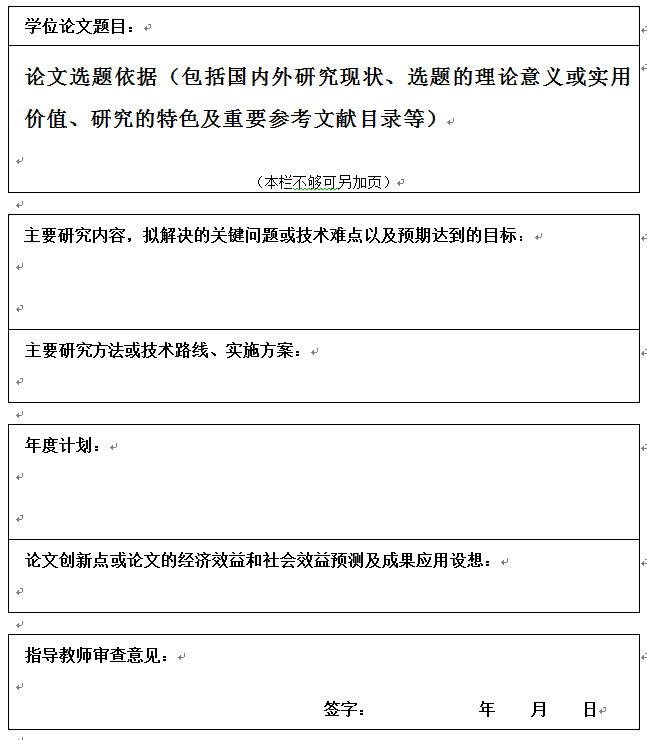 学位论文题目：
论文选题依据（包括国内外研究现状、选题的理论意义或实用
价值、研究的特色及重要参考文献目录等）
（本栏不够可另加页）
主要研究内容，拟解决的关键问题或技术难点以及预期达到的目标：
主要研究方法或技术路线、实施方案：
年度计划：
论文创新点或论文的经济效益和社会效益预测及成果应用设想：
指导教师审查意见：
签字： 年 月 日